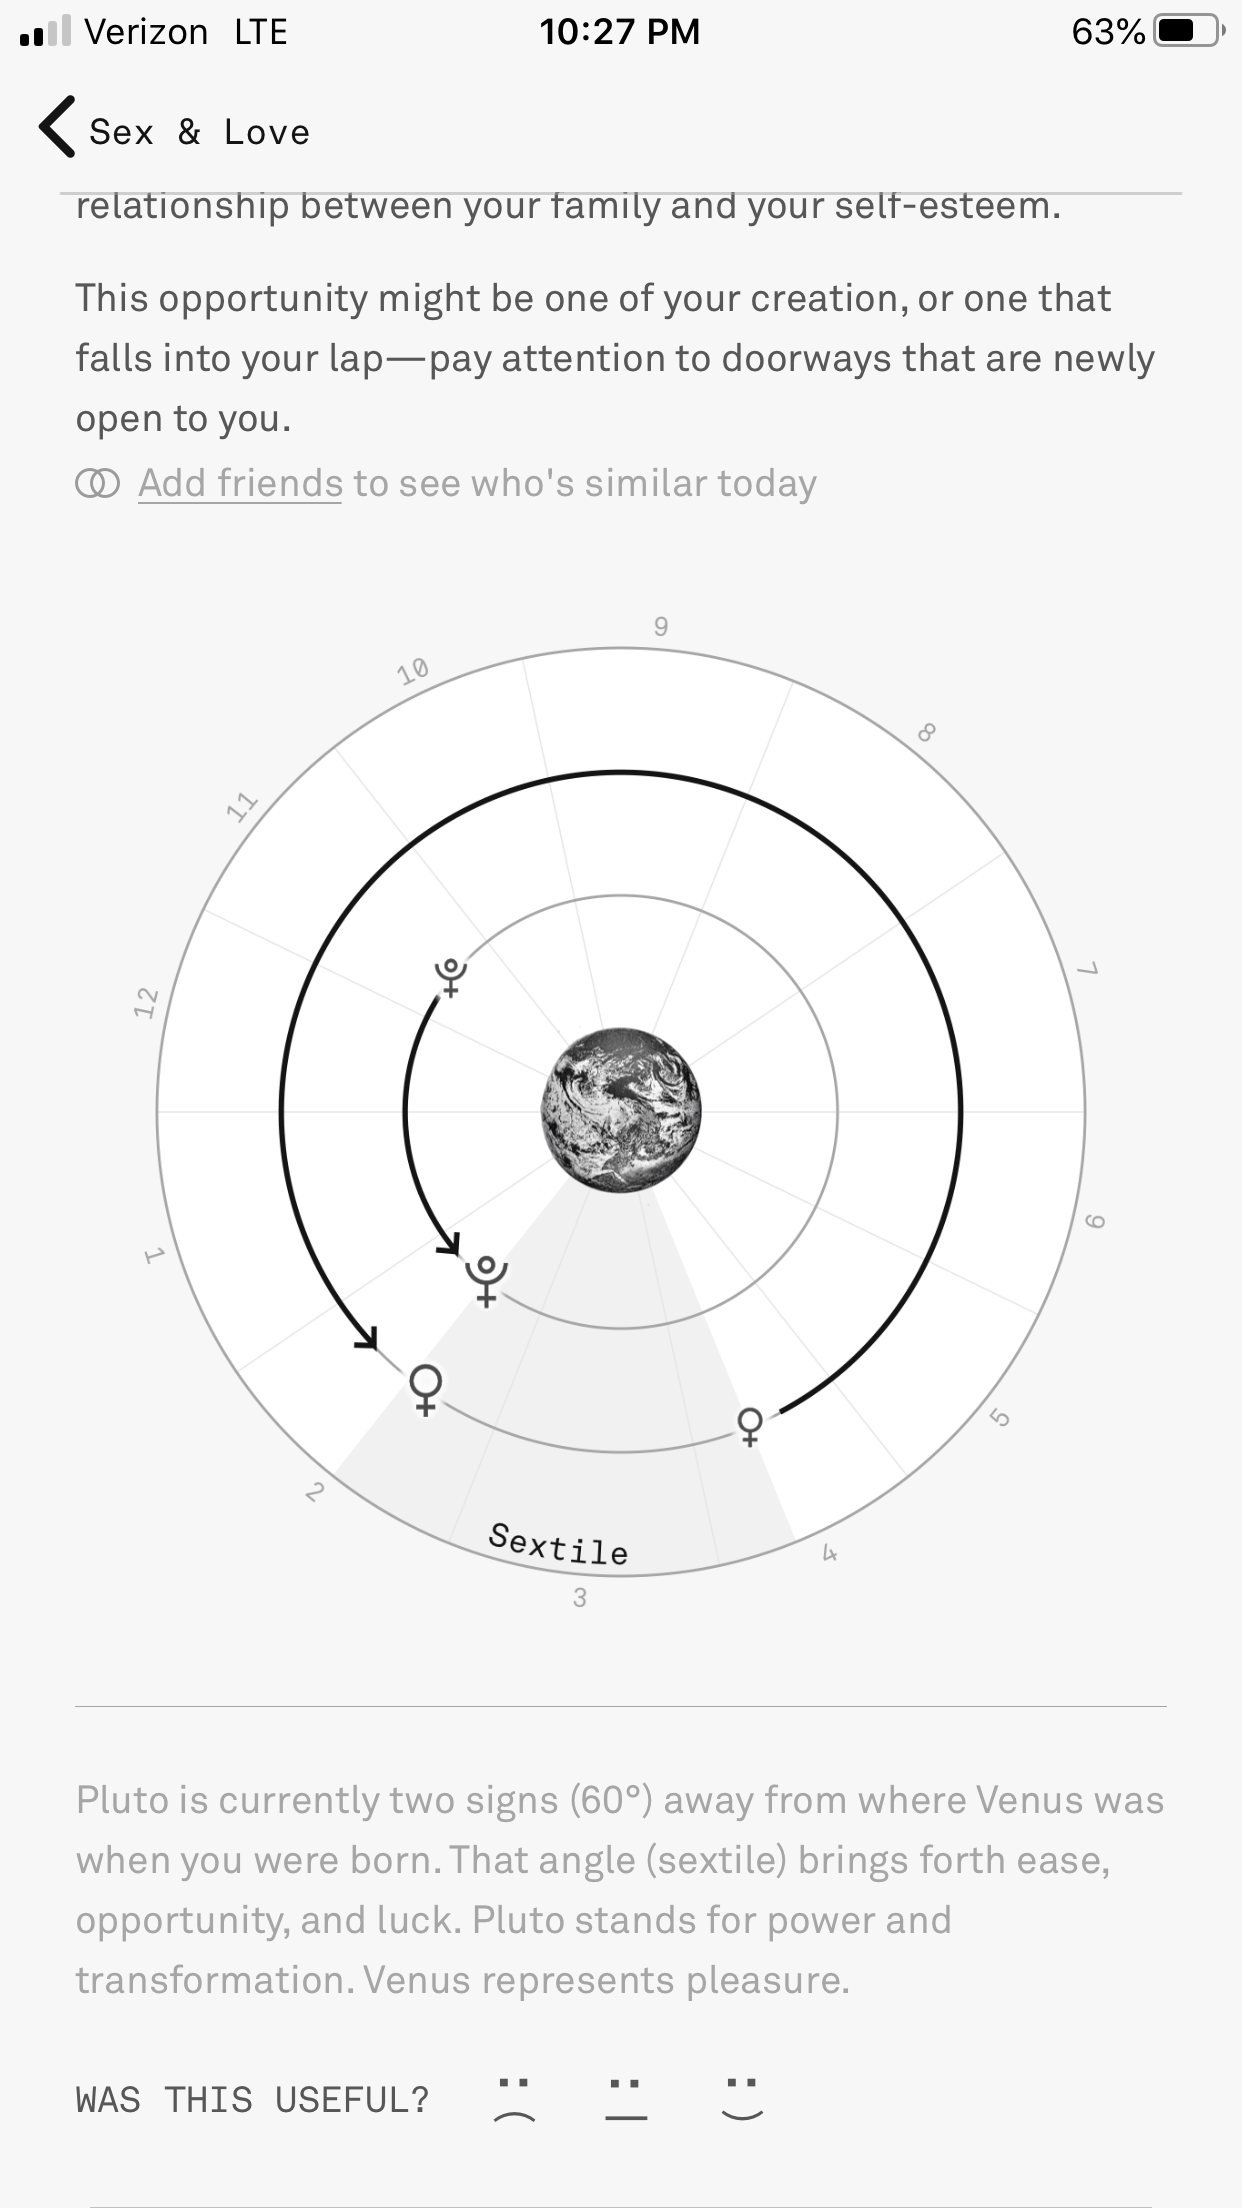 Verizon LTE 10:27 PM 63%
Sex & Love
relationship between your family and your self-esteem.
This opportunity might be one of your creation, or one that
falls into your lap—pay attention to doorways that are newly
open to you.
Add friends to see who's similar today
9
10
8
11
7
12
6
1
5
2
4
Sextile
3
Pluto is currently two signs (60°) away from where Venus was
when you were born. That angle (sextile) brings forth ease,
opportunity, and luck. Pluto stands for power and
transformation. Venus represents pleasure.
WAS THIS USEFUL?